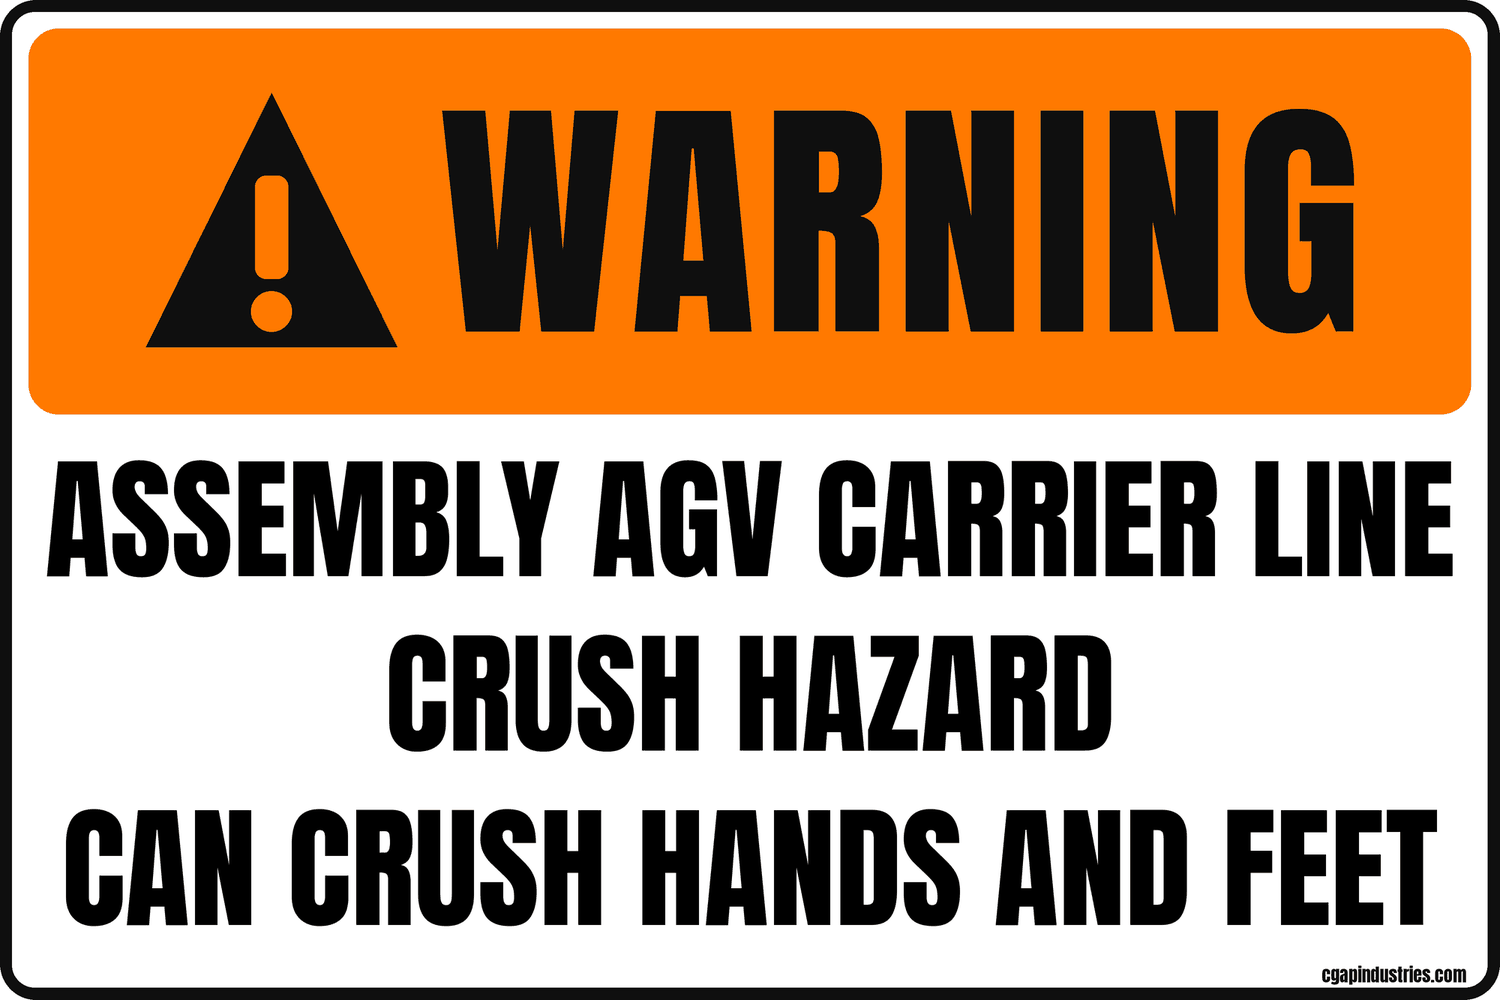 WARNING
ASSEMBLY AGV CARRIER LINE
CRUSH HAZARD
CAN CRUSH HANDS AND FEET
cgapindustries.com